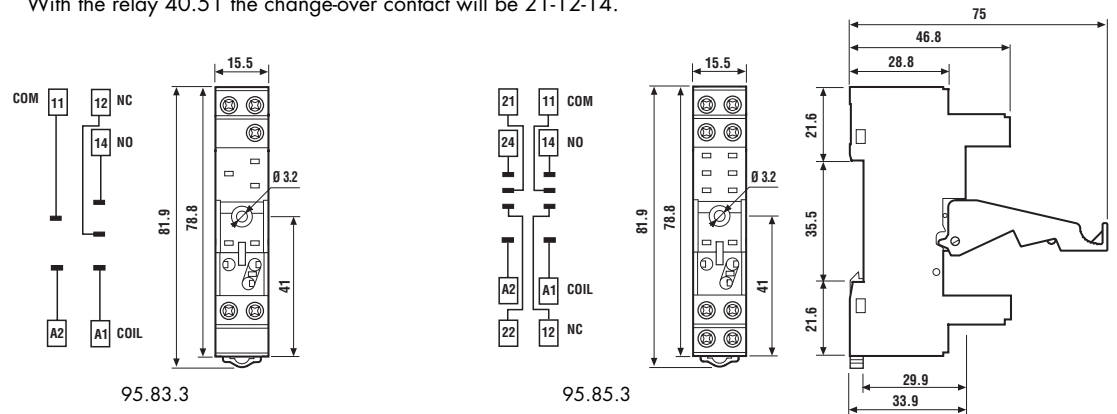 With the relay 40.51 the change-over contact will be 21-12-14.
75
46.8
28.8
15.5
15.5
COM 11 12 NC
14 NO
21 11 COM
24 14 NO
Ø 3.2
Ø 3.2
81.9
78.8
41
81.9
78.8
41
21.6
35.5
21.6
A2 A1 COIL
A2 A1 COIL
22 12 NC
29.9
33.9
95.83.3
95.85.3